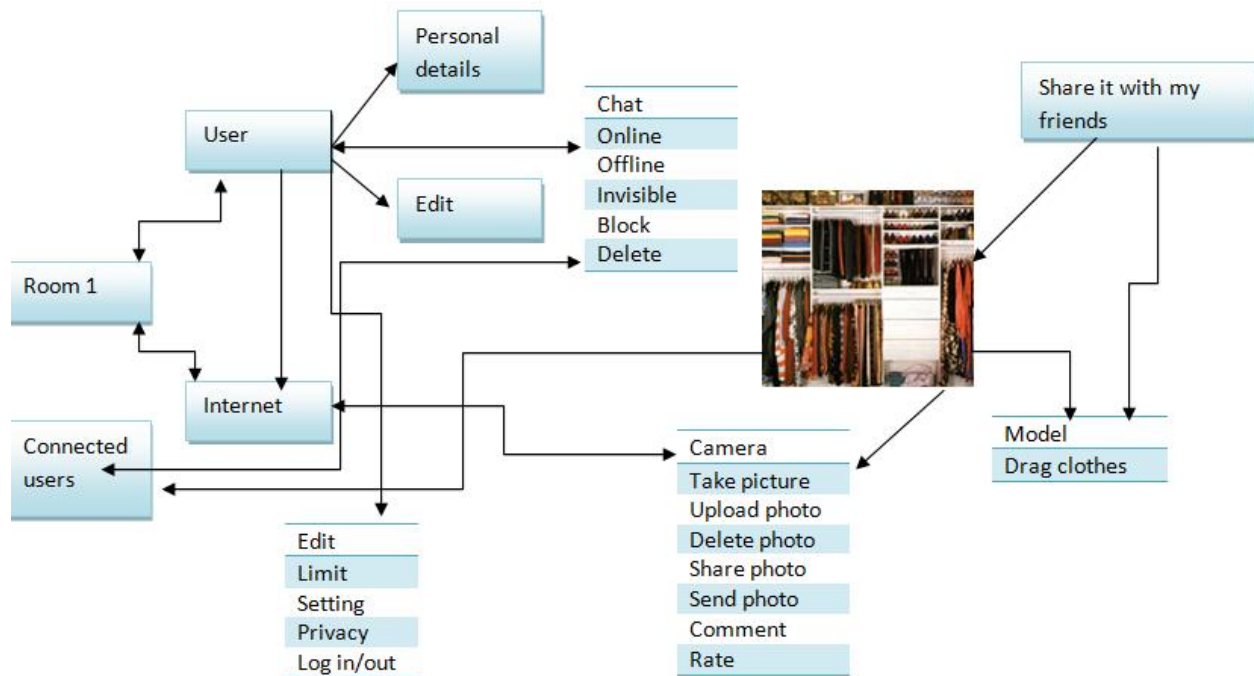 Personal
details
Share it with my
friends
User
Chat
Online
Offline
Invisible
Block
Delete
Edit
Room 1
Internet
Connected
users
Camera
Take picture
Upload photo
Delete photo
Share photo
Send photo
Comment
Rate
Model
Drag clothes
Edit
Limit
Setting
Privacy
Log in/out